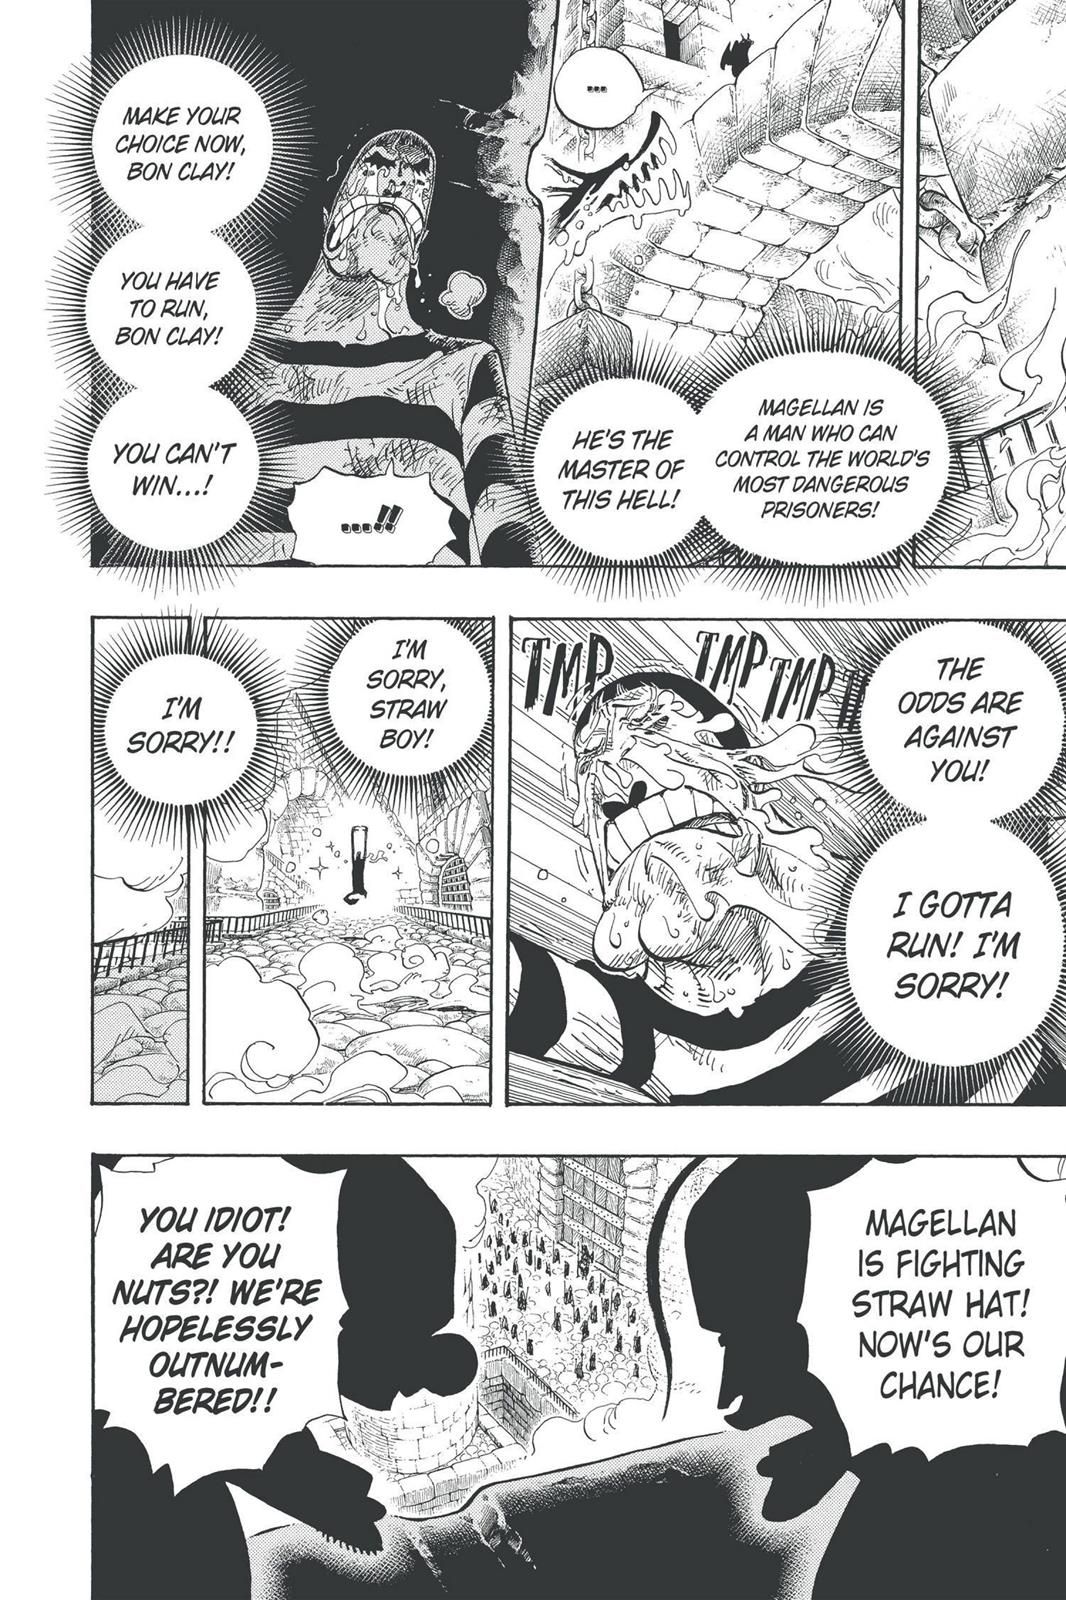 ...
MAGELLAN IS
A MAN WHO CAN
CONTROL THE WORLD'S
MOST DANGEROUS
PRISONERS!
HE'S THE
MASTER OF
THIS HELL!
MAKE YOUR
CHOICE NOW,
BON CLAY!
YOU HAVE
TO RUN,
BON CLAY!
YOU CAN'T
WIN...!
....!!
THE
ODDS ARE
AGAINST
YOU!
I GOTTA
RUN! I'M
SORRY!
TMP
TMP
TMP
I'M
SORRY,
STRAW
BOY!
I'M
SORRY!!
MAGELLAN
IS FIGHTING
STRAW HAT!
NOW'S OUR
CHANCE!
YOU IDIOT!
ARE YOU
NUTS?! WE'RE
HOPELESSLY
OUTNUM-
BERED!!